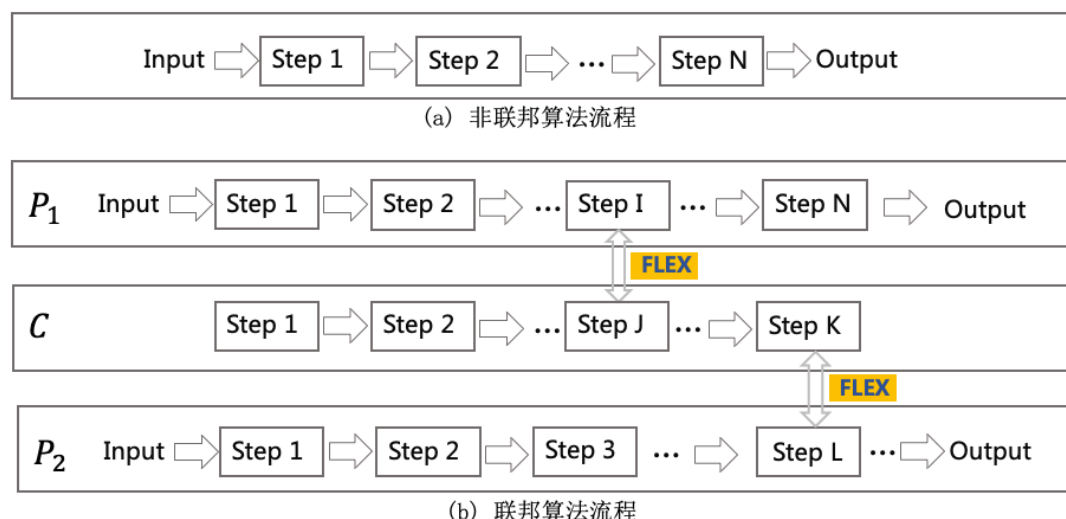 Input Step 1 Step 2 ... Step N Output
(a) 非联邦算法流程
P1 Input Step 1 Step 2 ... Step I ... Step N Output
FLEX
C Step 1 Step 2 ... Step J ... Step K
FLEX
P2 Input Step 1 Step 2 Step 3 ... Step L ... Output
(b) 联邦算法流程